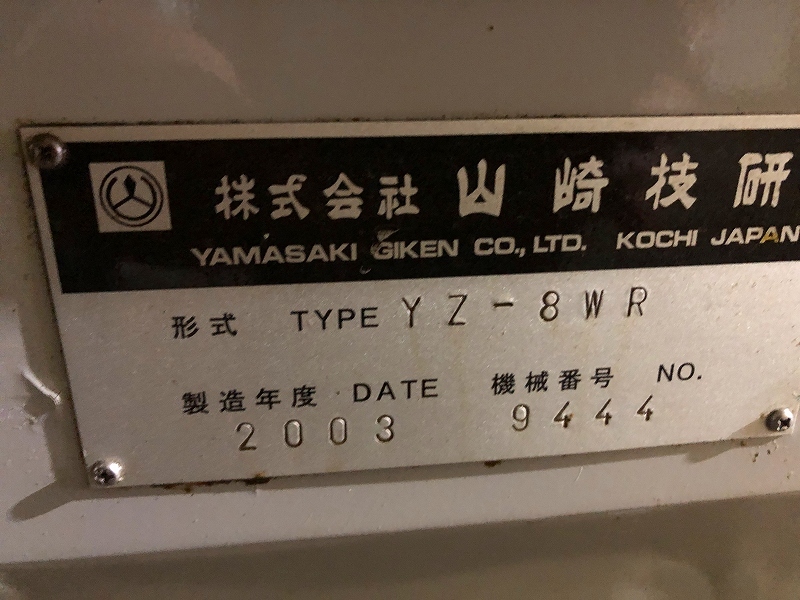 株式会社 山崎技研
YAMASAKI GIKEN CO., LTD. KOCHI JAPAN
形式 TYPE YZ-8WR
製造年度 DATE 機械番号 NO.
2003 9444